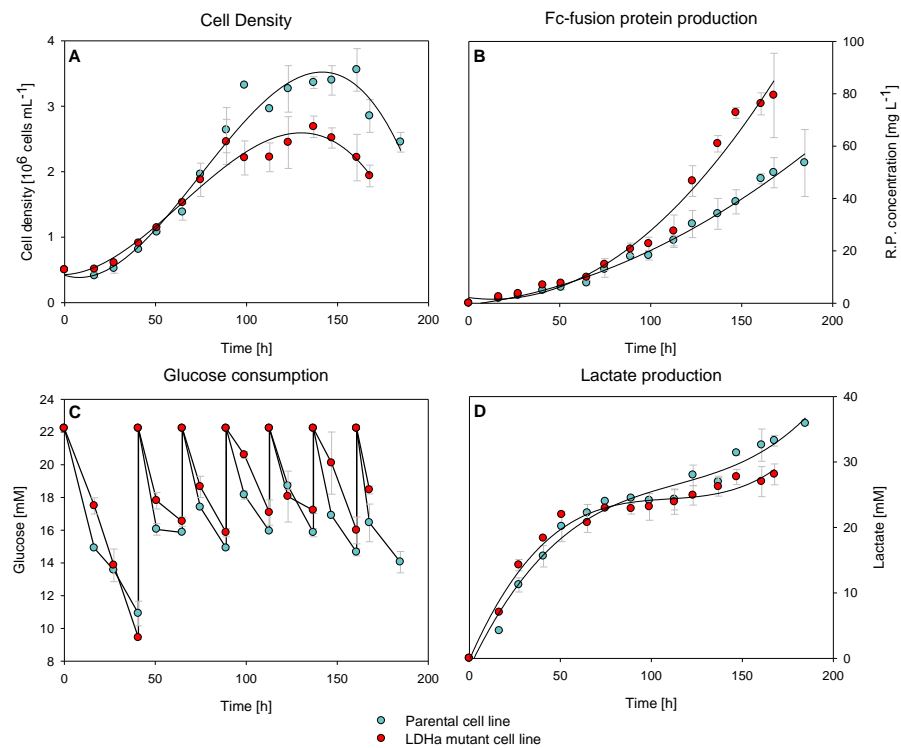 Cell Density
Fc-fusion protein production
A
B
4
3
2
1
0
Cell density [10⁶ cells mL⁻¹]
0 50 100 150 200
Time [h]
100
80
60
40
20
0
R.P. concentration [mg L⁻¹]
0 50 100 150 200
Time [h]
Glucose consumption
Lactate production
C
D
24
22
20
18
16
14
12
10
8
Glucose [mM]
0 50 100 150 200
Time [h]
40
30
20
10
0
Lactate [mM]
0 50 100 150 200
Time [h]
Parental cell line
LDHa mutant cell line